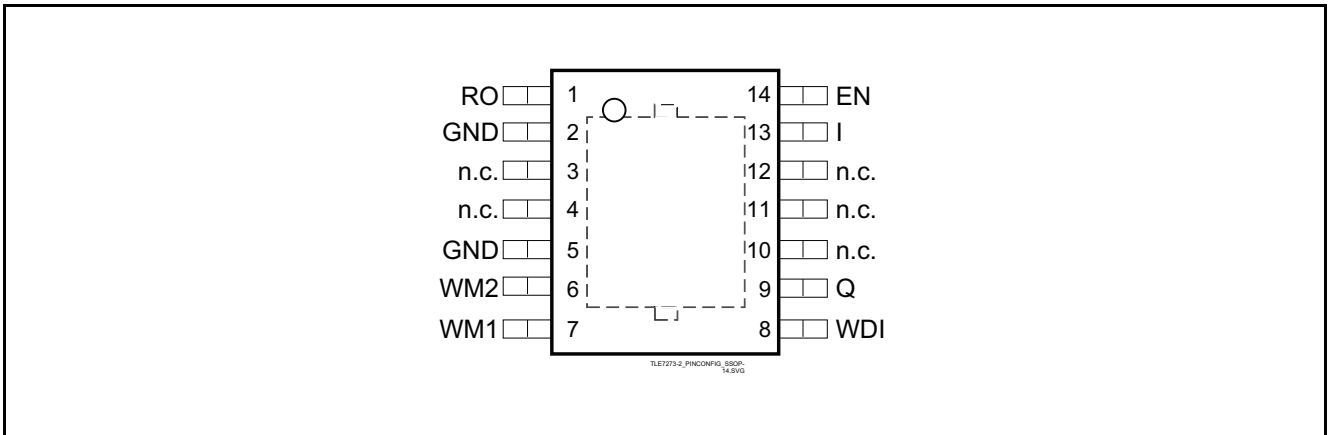 RO 1 14 EN
GND 2 13 I
n.c. 3 12 n.c.
n.c. 4 11 n.c.
GND 5 10 n.c.
WM2 6 9 Q
WM1 7 8 WDI
TLE7273-2_PINCONFIG_SSOP-
14.SVG